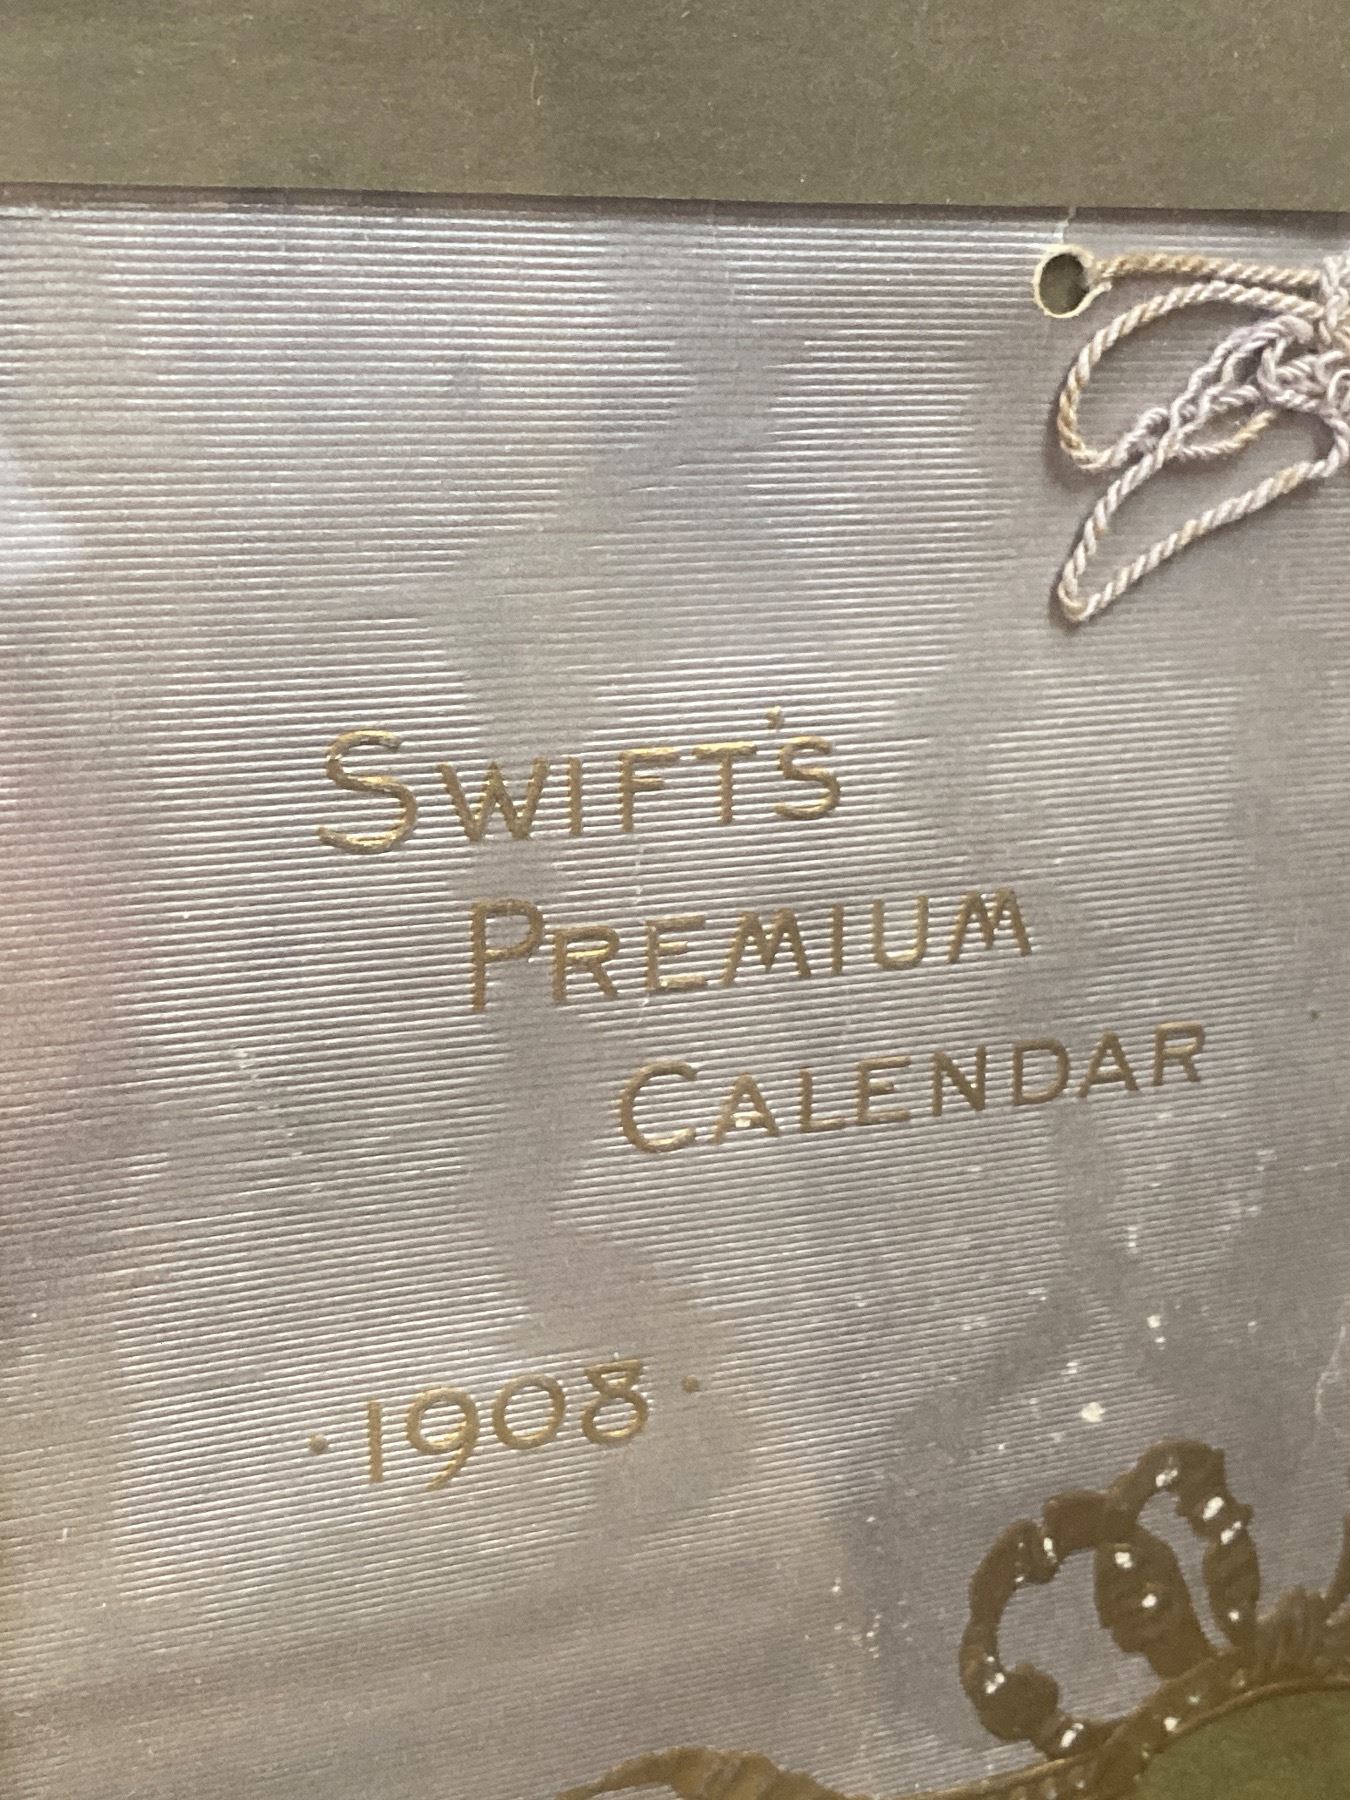 SWIFT'S
PREMIUM
CALENDAR
·1908·